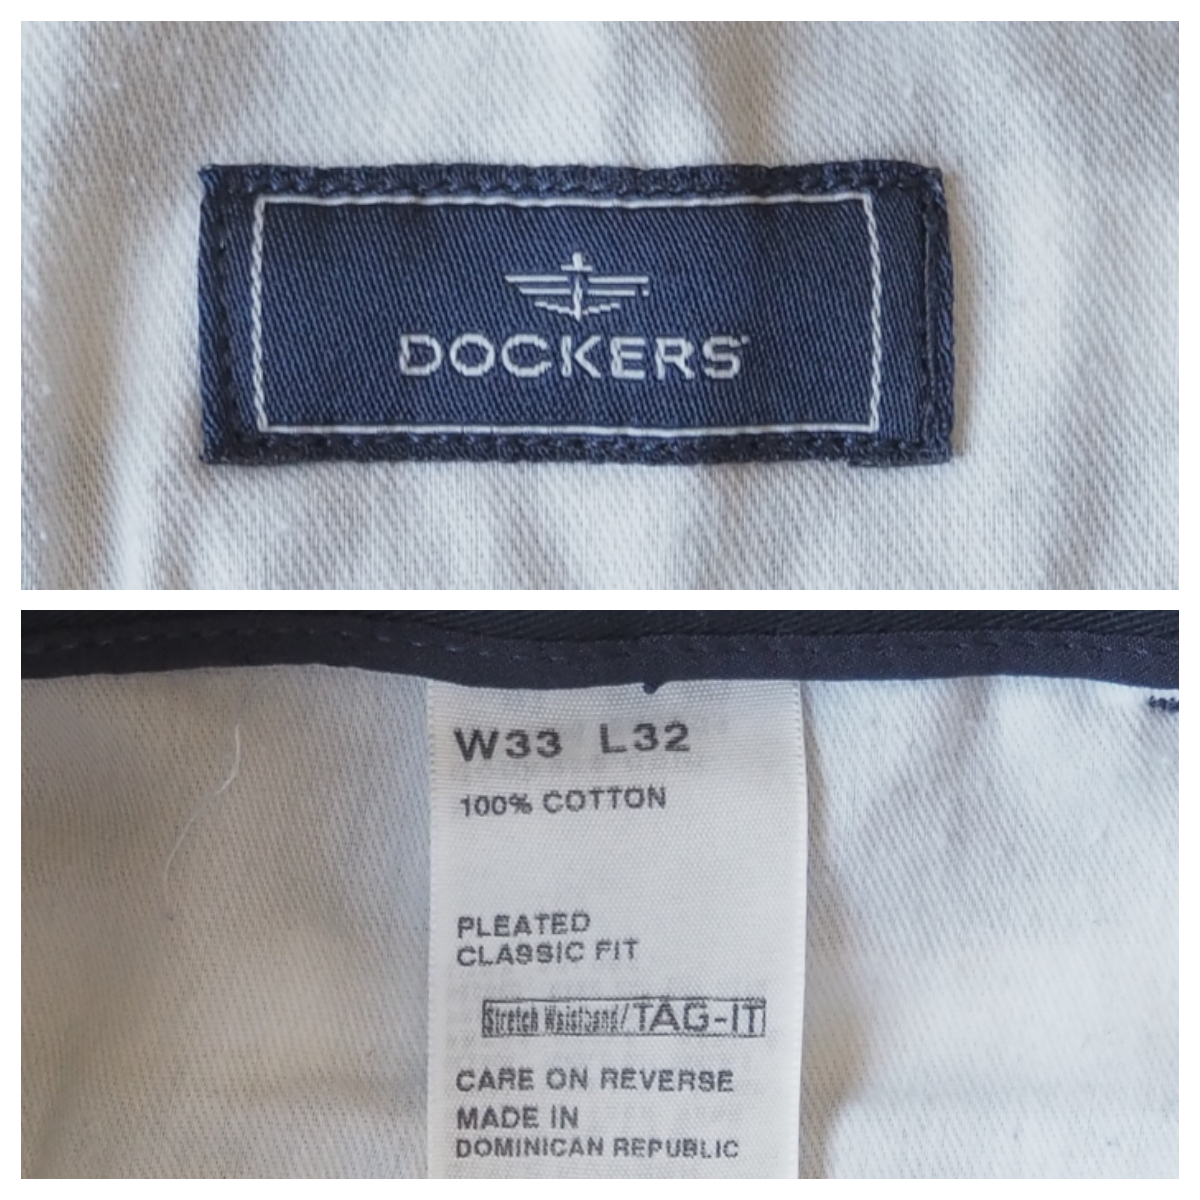 DOCKERS
W33 L32
100% COTTON
PLEATED
CLASSIC FIT
Stretch Waistband/TAG-IT
CARE ON REVERSE
MADE IN
DOMINICAN REPUBLIC